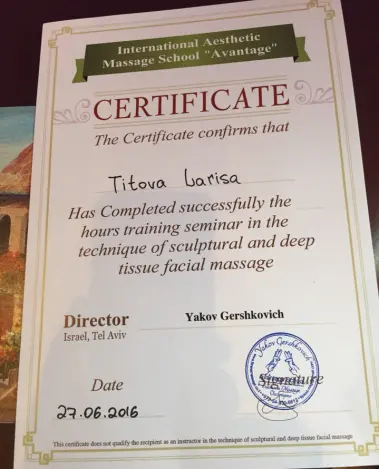 International Aesthetic
Massage School "Avantage"
CERTIFICATE
The Certificate confirms that
Titova Larisa
Has Completed successfully the
hours training seminar in the
technique of sculptural and deep
tissue facial massage
Director
Yakov Gershkovich
Israel, Tel Aviv
Yakov Gershkovich
Date
Signature
27.06.2016
This certificate does not qualify the recipient as an instructor in the technique of sculptural and deep tissue facial massage